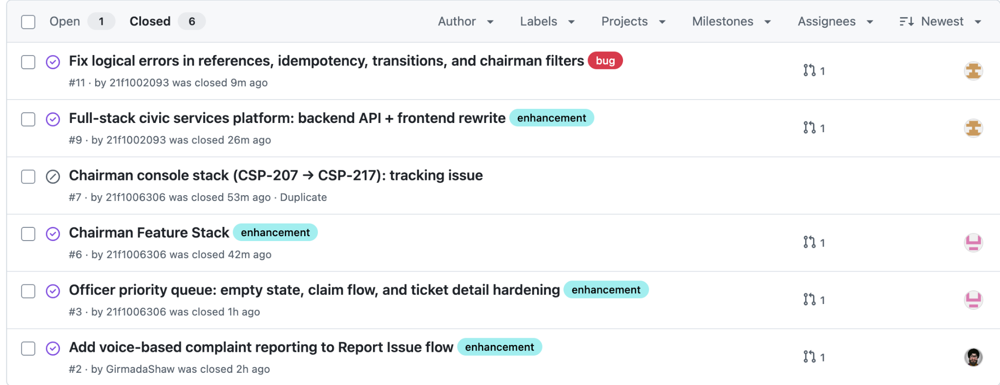 Open 1 Closed 6 Author Labels Projects Milestones Assignees Newest
Fix logical errors in references, idempotency, transitions, and chairman filters bug
#11 · by 21f1002093 was closed 9m ago
1
Full-stack civic services platform: backend API + frontend rewrite enhancement
#9 · by 21f1002093 was closed 26m ago
1
Chairman console stack (CSP-207 → CSP-217): tracking issue
#7 · by 21f1006306 was closed 53m ago · Duplicate
Chairman Feature Stack enhancement
#6 · by 21f1006306 was closed 42m ago
1
Officer priority queue: empty state, claim flow, and ticket detail hardening enhancement
#3 · by 21f1006306 was closed 1h ago
1
Add voice-based complaint reporting to Report Issue flow enhancement
#2 · by GirmadaShaw was closed 2h ago
1